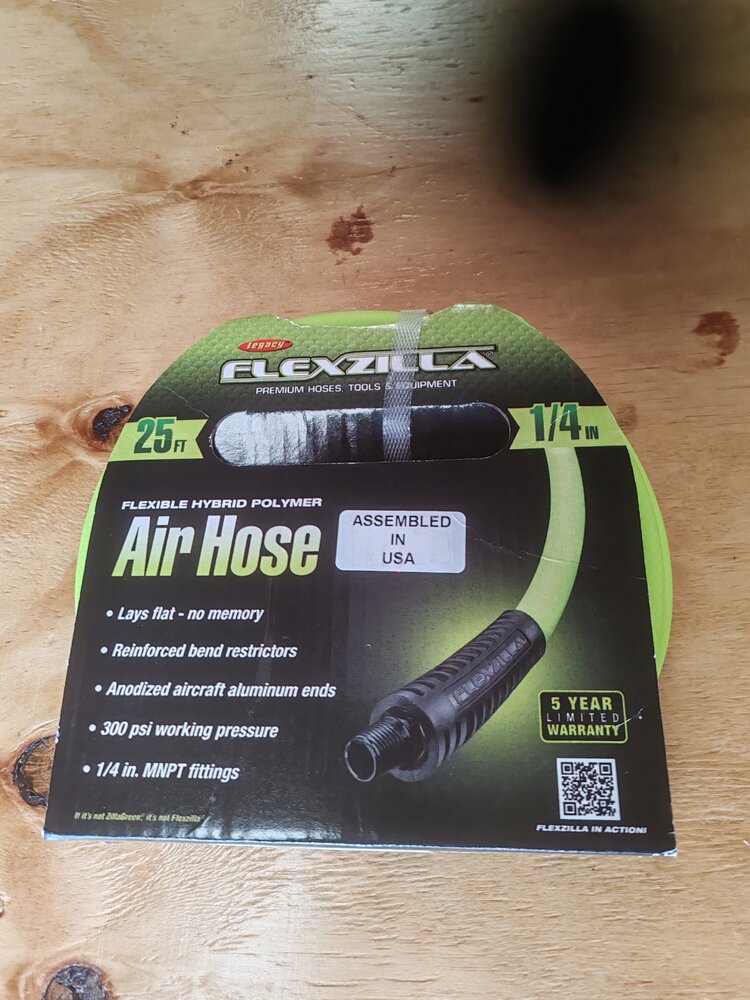 Legacy
FLEXZILLA®
PREMIUM HOSES, TOOLS & EQUIPMENT
25 FT
1/4 IN
FLEXIBLE HYBRID POLYMER
Air Hose
ASSEMBLED
IN
USA
• Lays flat - no memory
• Reinforced bend restrictors
• Anodized aircraft aluminum ends
• 300 psi working pressure
• 1/4 in. MNPT fittings
FLEXZILLA
5 YEAR
LIMITED
WARRANTY
If it's not ZillaGreen, it's not Flexzilla
FLEXZILLA IN ACTION!